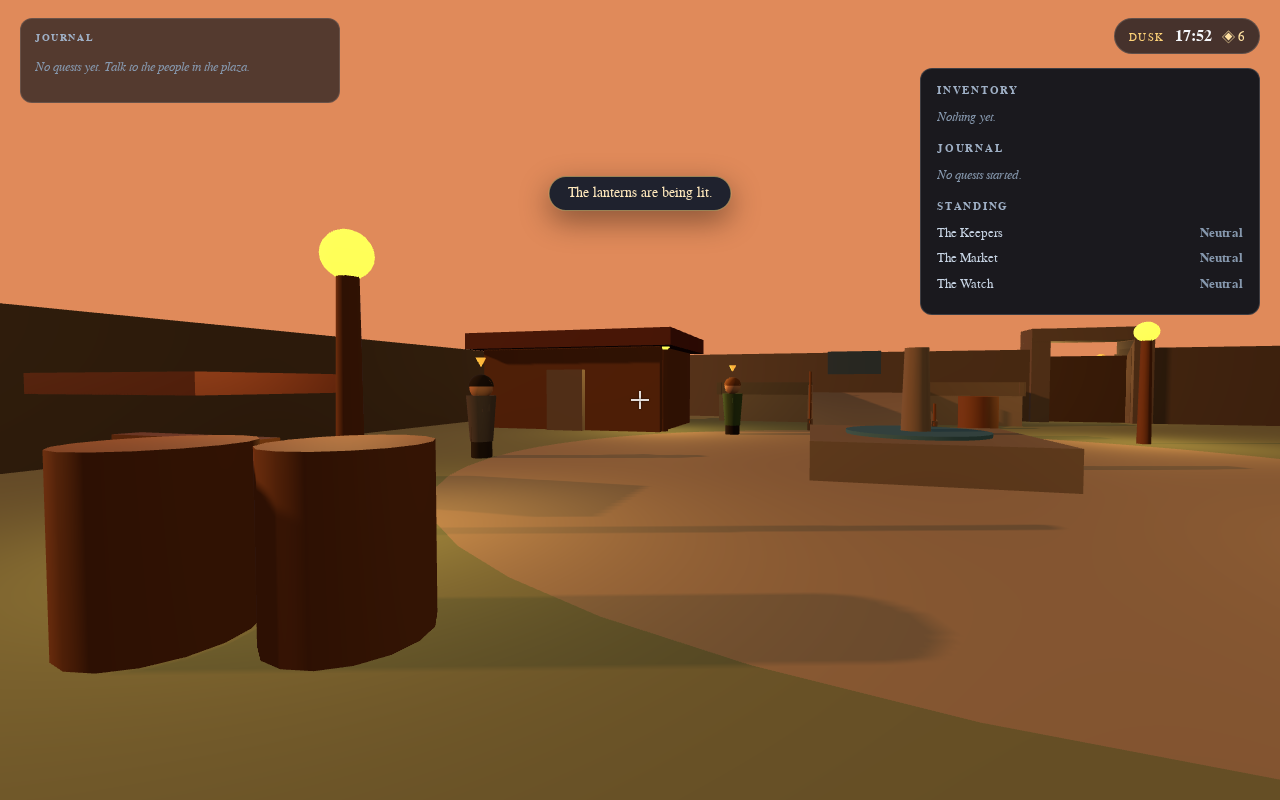 JOURNAL
No quests yet. Talk to the people in the plaza.
DUSK 17:52 ◈ 6
INVENTORY
Nothing yet.
JOURNAL
No quests started.
STANDING
The Keepers Neutral
The Market Neutral
The Watch Neutral
The lanterns are being lit.